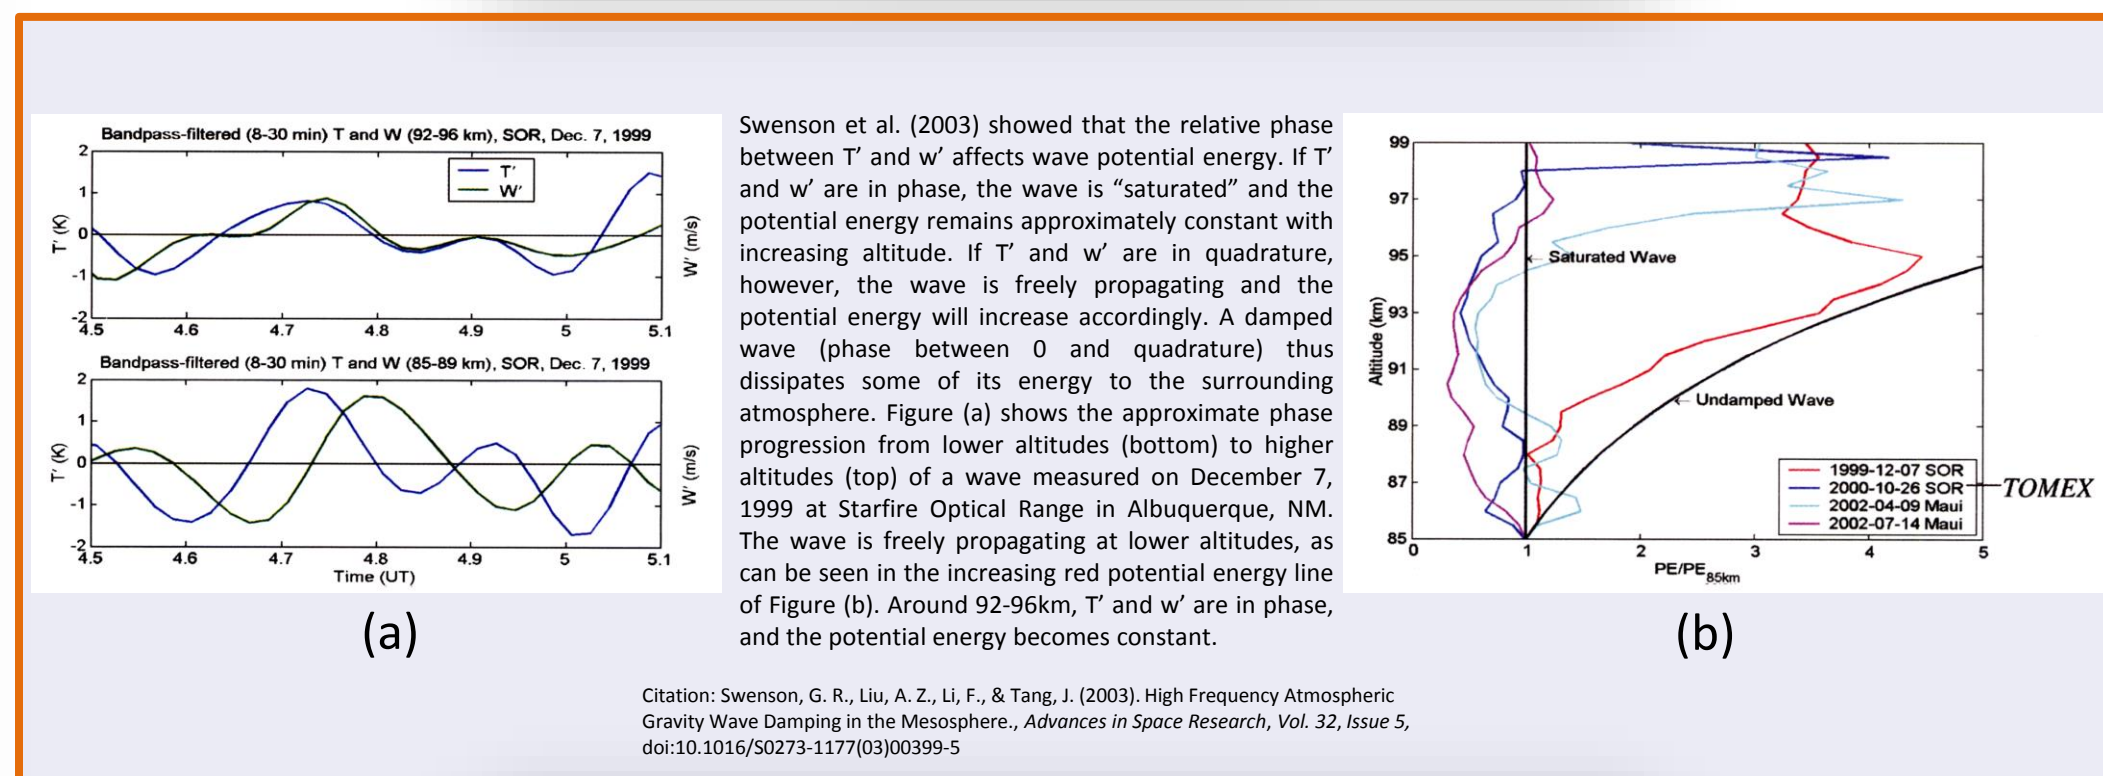 Bandpass-filtered (8-30 min) T and W (92-96 km), SOR, Dec. 7, 1999
2
1
0
-1
-2
T' (K)
W' (m/s)
T'
W'
4.5 4.6 4.7 4.8 4.9 5 5.1
Bandpass-filtered (8-30 min) T and W (85-89 km), SOR, Dec. 7, 1999
2
1
0
-1
-2
T' (K)
W' (m/s)
4.5 4.6 4.7 4.8 4.9 5 5.1
Time (UT)
(a)
Swenson et al. (2003) showed that the relative phase
between T’ and w’ affects wave potential energy. If T’
and w’ are in phase, the wave is “saturated” and the
potential energy remains approximately constant with
increasing altitude. If T’ and w’ are in quadrature,
however, the wave is freely propagating and the
potential energy will increase accordingly. A damped
wave (phase between 0 and quadrature) thus
dissipates some of its energy to the surrounding
atmosphere. Figure (a) shows the approximate phase
progression from lower altitudes (bottom) to higher
altitudes (top) of a wave measured on December 7,
1999 at Starfire Optical Range in Albuquerque, NM.
The wave is freely propagating at lower altitudes, as
can be seen in the increasing red potential energy line
of Figure (b). Around 92-96km, T’ and w’ are in phase,
and the potential energy becomes constant.
99
97
95
93
91
89
87
85
Altitude (km)
Saturated Wave
Undamped Wave
1999-12-07 SOR
2000-10-26 SOR TOMEX
2002-04-09 Maui
2002-07-14 Maui
0 1 2 3 4 5
PE/PE85km
(b)
Citation: Swenson, G. R., Liu, A. Z., Li, F., & Tang, J. (2003). High Frequency Atmospheric
Gravity Wave Damping in the Mesosphere., Advances in Space Research, Vol. 32, Issue 5,
doi:10.1016/S0273-1177(03)00399-5